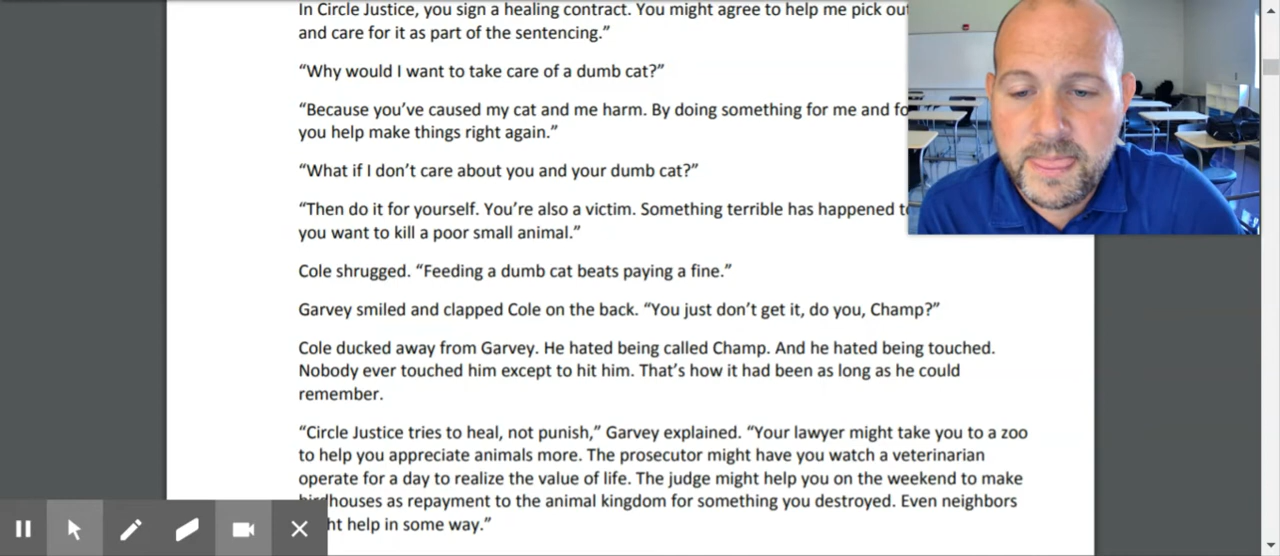 In Circle Justice, you sign a healing contract. You might agree to help me pick
and care for it as part of the sentencing.”
“Why would I want to take care of a dumb cat?”
“Because you’ve caused my cat and me harm. By doing something for me and
you help make things right again.”
“What if I don’t care about you and your dumb cat?”
“Then do it for yourself. You’re also a victim. Something terrible has happened
you want to kill a poor small animal.”
Cole shrugged. “Feeding a dumb cat beats paying a fine.”
Garvey smiled and clapped Cole on the back. “You just don’t get it, do you, Champ?”
Cole ducked away from Garvey. He hated being called Champ. And he hated being touched.
Nobody ever touched him except to hit him. That’s how it had been as long as he could
remember.
“Circle Justice tries to heal, not punish,” Garvey explained. “Your lawyer might take you to a zoo
to help you appreciate animals more. The prosecutor might have you watch a veterinarian
operate for a day to realize the value of life. The judge might help you on the weekend to make
as repayment to the animal kingdom for something you destroyed. Even neighbors
help in some way.”